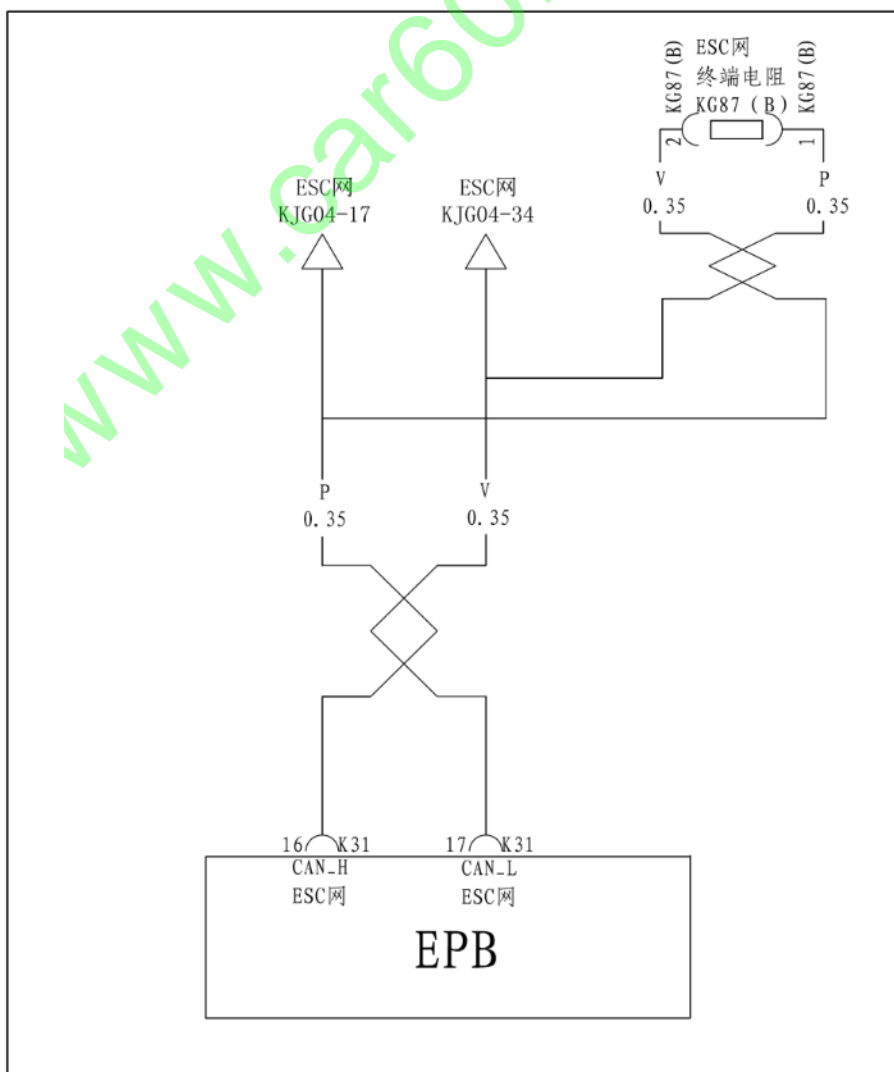 www.car60
KG87(B)
ESC网
终端电阻
KG87 (B)
KG87(B)
2
1
V
P
0.35
0.35
ESC网
KJG04-17
ESC网
KJG04-34
P
V
0.35
0.35
16 K31
17 K31
CAN_H
CAN_L
ESC网
ESC网
EPB